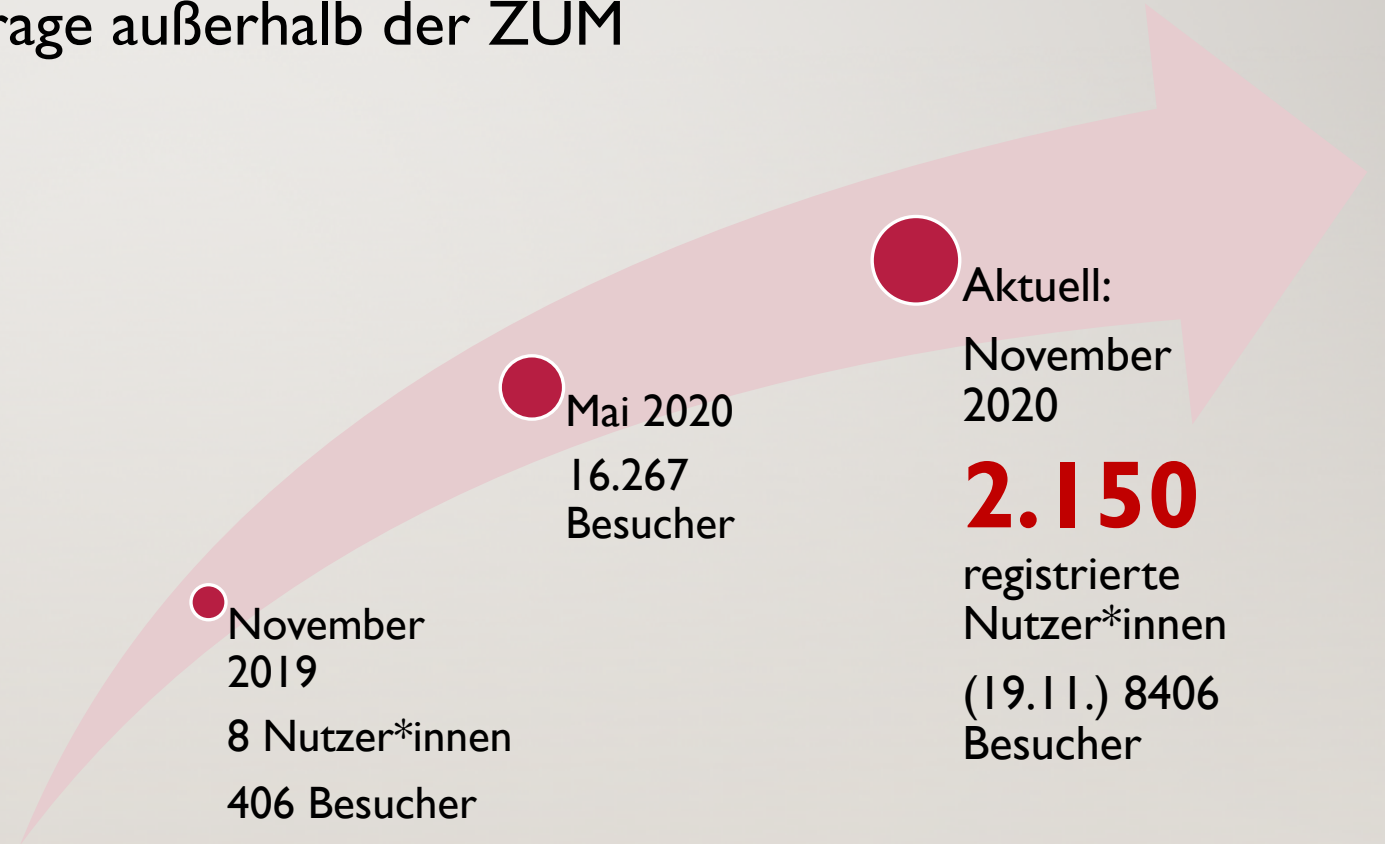 außerhalb der ZUM
November
2019
8 Nutzer*innen
406 Besucher
Mai 2020
16.267
Besucher
Aktuell:
November
2020
2.150
registrierte
Nutzer*innen
(19.11.) 8406
Besucher